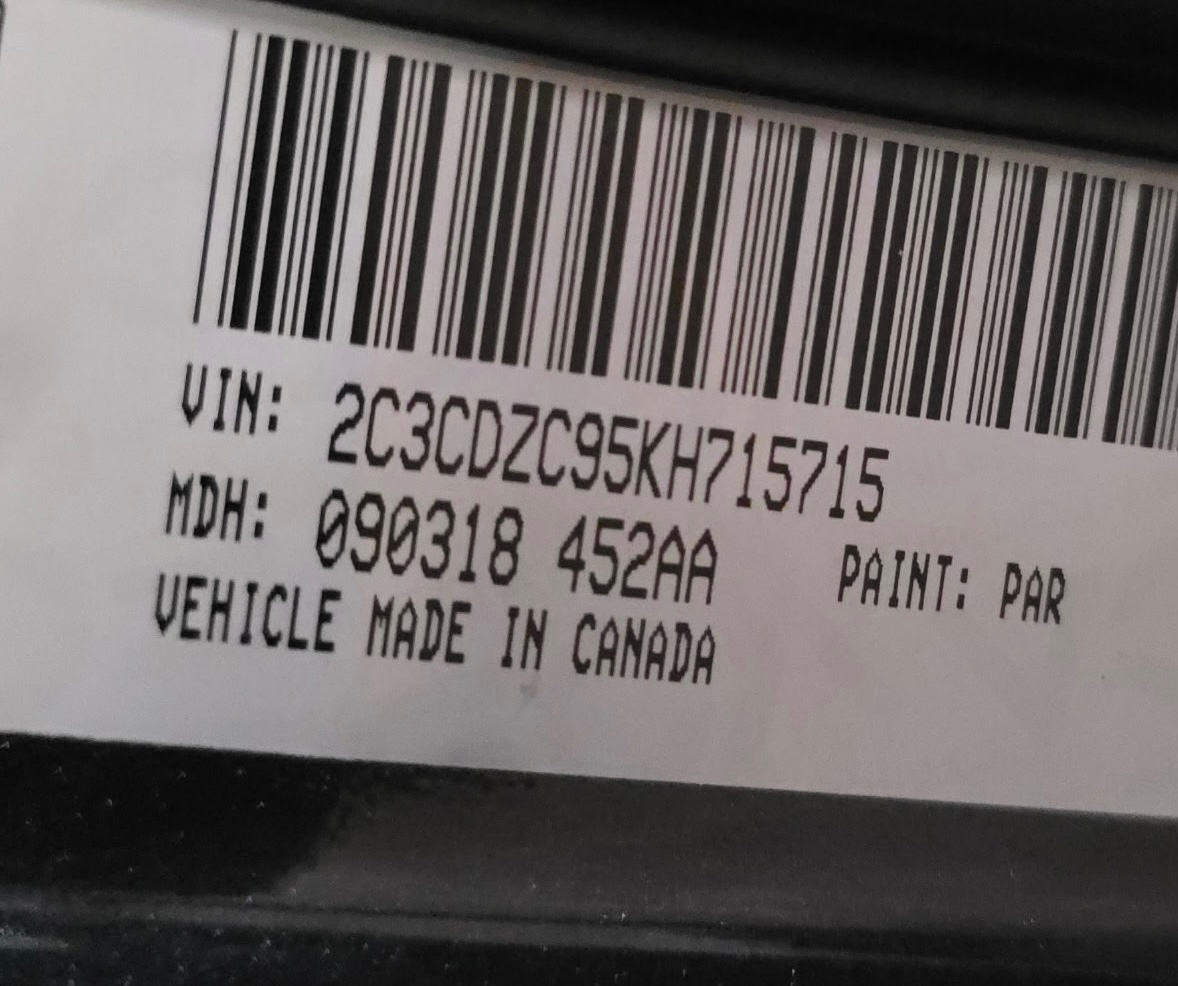 VIN: 2C3CDZC95KH715715
MDH: 090318 452AA PAINT: PAR
VEHICLE MADE IN CANADA